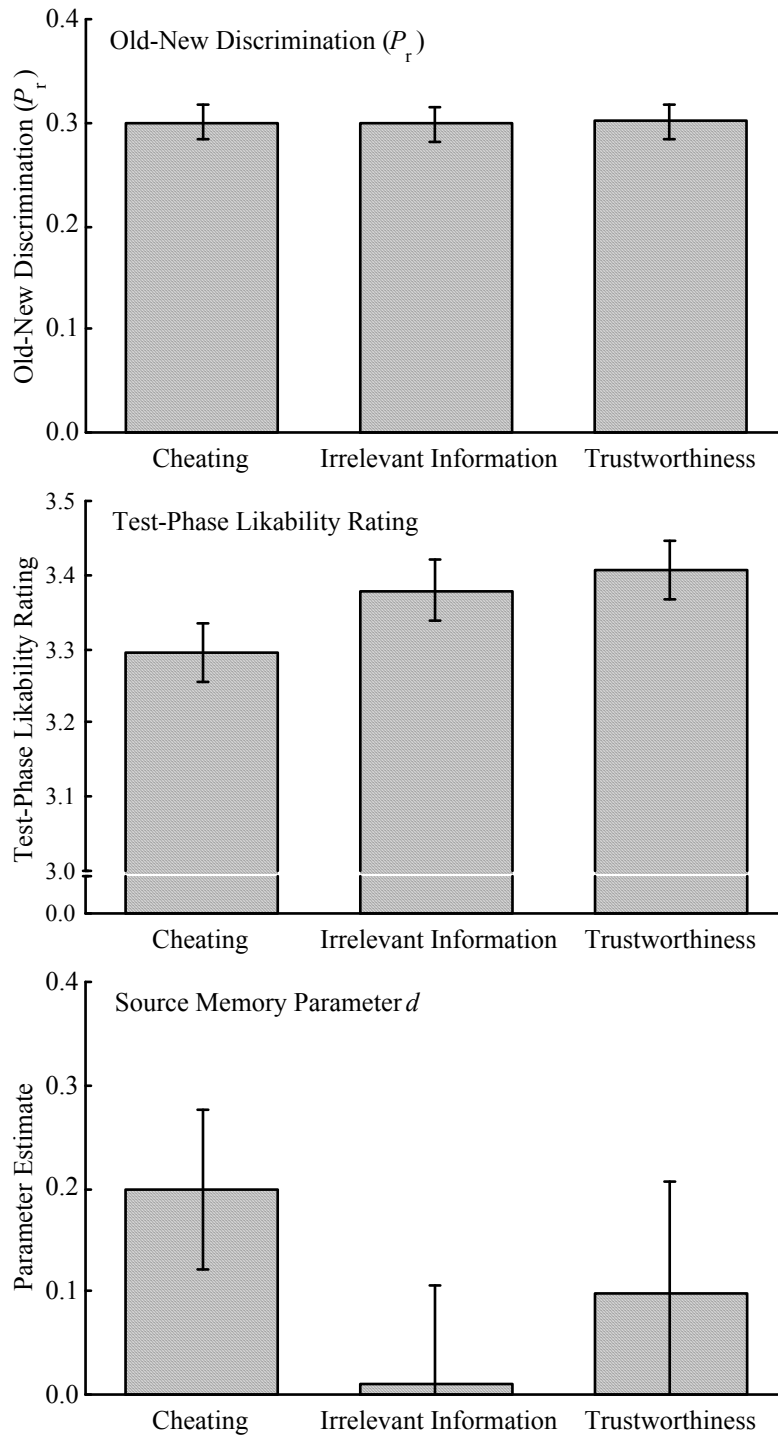 Old-New Discrimination (Pr)
Old-New Discrimination (Pr)
0.4
0.3
0.2
0.1
0.0
Cheating Irrelevant Information Trustworthiness
Test-Phase Likability Rating
Test-Phase Likability Rating
3.5
3.4
3.3
3.2
3.1
3.0
0.0
Cheating Irrelevant Information Trustworthiness
Source Memory Parameter d
Parameter Estimate
0.4
0.3
0.2
0.1
0.0
Cheating Irrelevant Information Trustworthiness